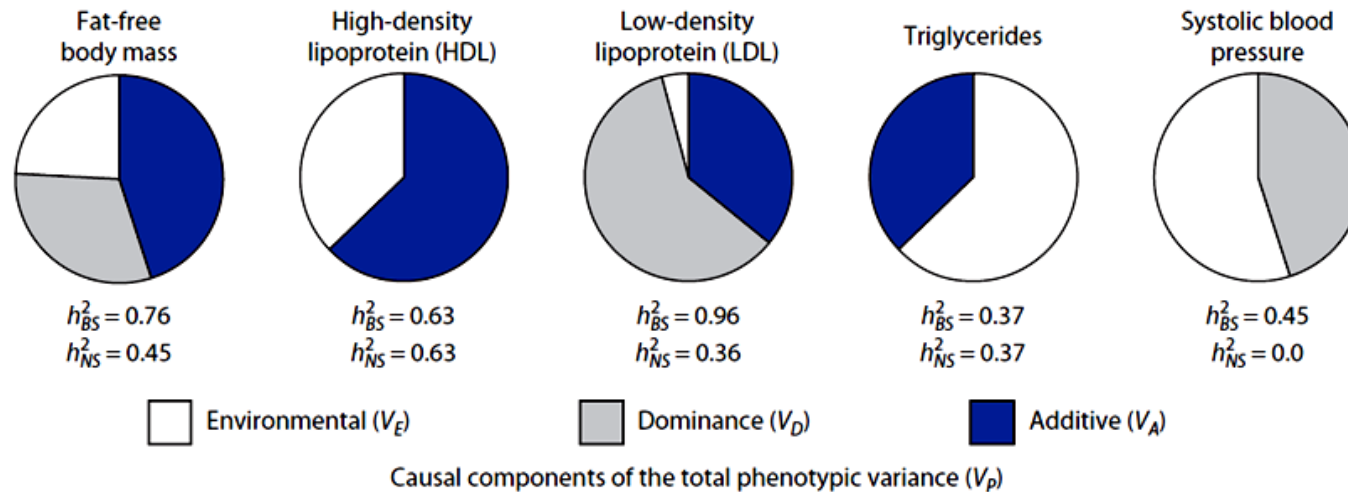 Fat-free
body mass
High-density
lipoprotein (HDL)
Low-density
lipoprotein (LDL)
Triglycerides
Systolic blood
pressure
h²BS = 0.76
h²NS = 0.45
h²BS = 0.63
h²NS = 0.63
h²BS = 0.96
h²NS = 0.36
h²BS = 0.37
h²NS = 0.37
h²BS = 0.45
h²NS = 0.0
Environmental (VE)
Dominance (VD)
Additive (VA)
Causal components of the total phenotypic variance (VP)